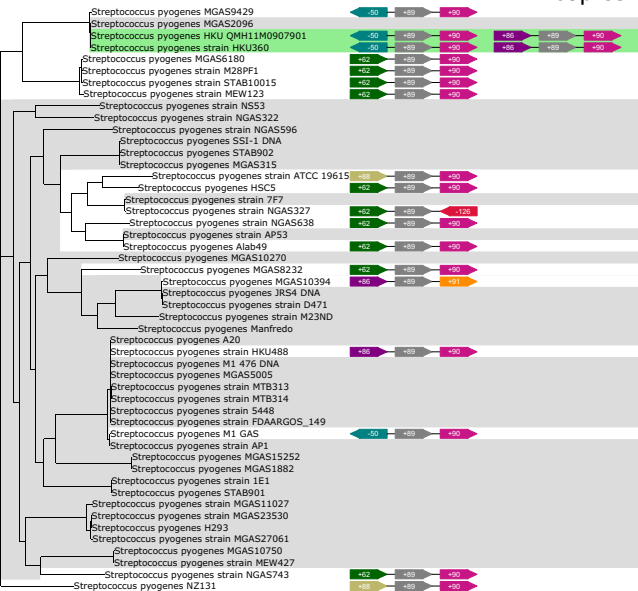 Streptococcus pyogenes MGAS9429 -50 +89 +90
Streptococcus pyogenes MGAS2096
Streptococcus pyogenes HKU QMH11M0907901 -50 +89 +90 +86 +89 +90
Streptococcus pyogenes strain HKU360 -50 +89 +90
Streptococcus pyogenes MGAS6180 +62 +89 +90
Streptococcus pyogenes strain M28PF1 +62 +89 +90
Streptococcus pyogenes STAB10015 +62 +89 +90
Streptococcus pyogenes MEW123 +62 +89 +90
Streptococcus pyogenes strain NS53
Streptococcus pyogenes NGAS322
Streptococcus pyogenes NGAS596
Streptococcus pyogenes SSI-1 DNA
Streptococcus pyogenes STAB902
Streptococcus pyogenes MGAS315
Streptococcus pyogenes strain ATCC 19615 +88 +89 +90
Streptococcus pyogenes HSC5 +62 +89 +90
Streptococcus pyogenes strain 7F7
Streptococcus pyogenes strain NGAS327 +62 +89 -126
Streptococcus pyogenes NGAS638 +62 +89 +90
Streptococcus pyogenes strain AP53
Streptococcus pyogenes Alab49 +62 +89 +90
Streptococcus pyogenes MGAS10270
Streptococcus pyogenes MGAS8232 +62 +89 +90
Streptococcus pyogenes MGAS10394 +86 +89 +91
Streptococcus pyogenes JRS4 DNA
Streptococcus pyogenes strain D471
Streptococcus pyogenes strain M23ND
Streptococcus pyogenes Manfredo
Streptococcus pyogenes A20
Streptococcus pyogenes strain HKU488 +86 +89 +90
Streptococcus pyogenes M1 476 DNA
Streptococcus pyogenes MGAS5005
Streptococcus pyogenes strain MTB313
Streptococcus pyogenes strain MTB314
Streptococcus pyogenes strain 5448
Streptococcus pyogenes strain FDAARGOS_149
Streptococcus pyogenes M1 GAS -50 +89 +90
Streptococcus pyogenes strain AP1
Streptococcus pyogenes MGAS15252
Streptococcus pyogenes MGAS1882
Streptococcus pyogenes strain 1E1
Streptococcus pyogenes STAB901
Streptococcus pyogenes strain MGAS11027
Streptococcus pyogenes strain MGAS23530
Streptococcus pyogenes H293
Streptococcus pyogenes strain MGAS27061
Streptococcus pyogenes MGAS10750
Streptococcus pyogenes strain MEW427
Streptococcus pyogenes strain NGAS743 +62 +89 +90
Streptococcus pyogenes NZ131 +88 +89 +90